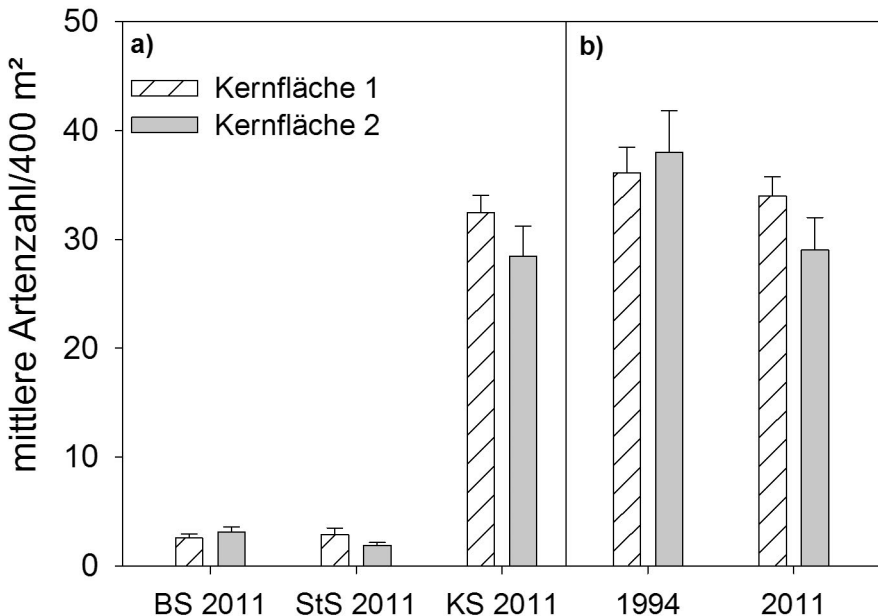 mittlere Artenzahl/400 m²
50
40
30
20
10
0
a)
Kernfläche 1
Kernfläche 2
b)
BS 2011 StS 2011 KS 2011 1994 2011